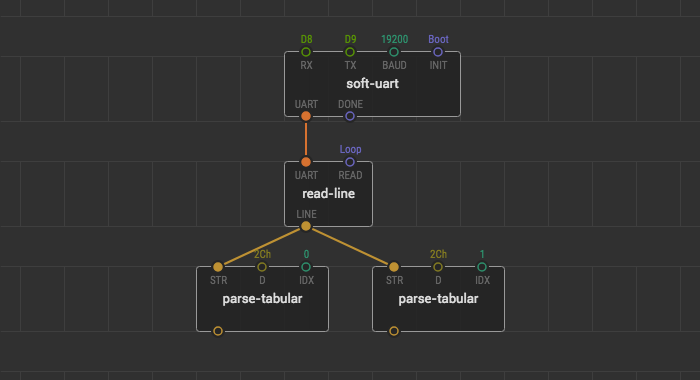 D8 D9 19200 Boot
RX TX BAUD INIT
soft-uart
UART DONE
Loop
UART READ
read-line
LINE
2Ch 0 2Ch 1
STR D IDX STR D IDX
parse-tabular parse-tabular